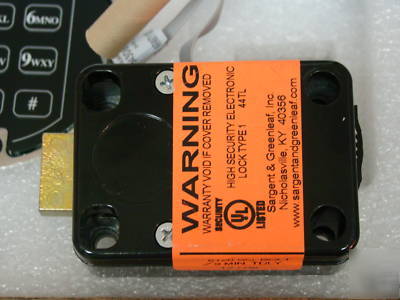 6MNO
9WXY
#
WARNING
WARRANTY VOID IF COVER REMOVED
HIGH SECURITY ELECTRONIC
LOCK TYPE 1 44TL
SECURITY
UL
LISTED
Sargent & Greenleaf, Inc.
Nicholasville, KY 40356
www.sargentandgreenleaf.com